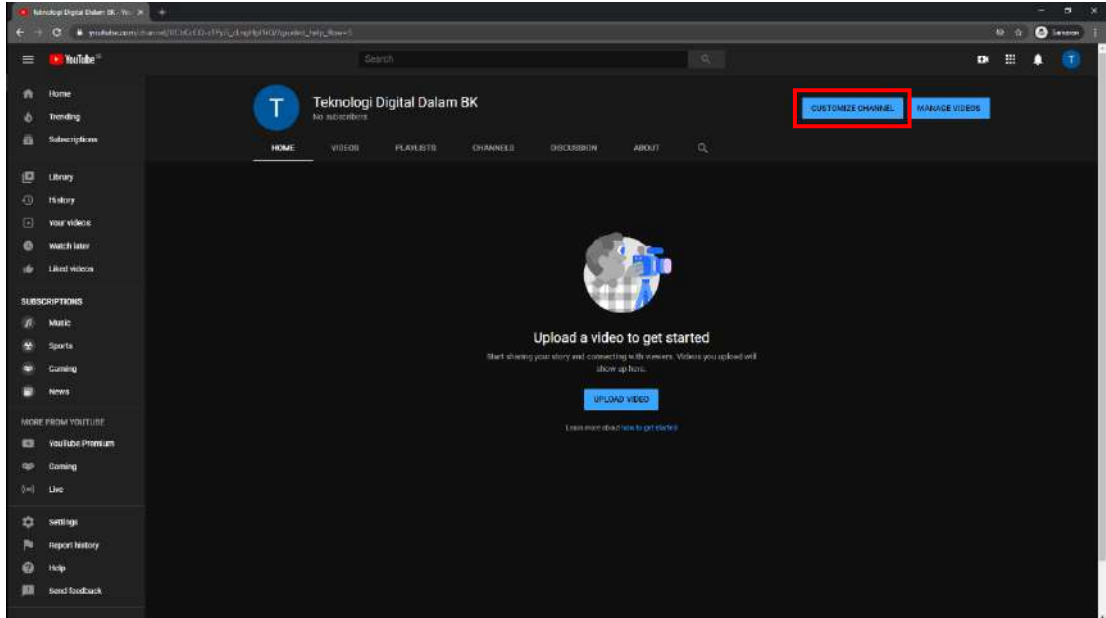 Teknologi Digital Dalam BK - You
youtube.com/channel/
YouTube
Search
Home
Trending
Subscriptions
Library
History
Your videos
Watch later
Liked videos
SUBSCRIPTIONS
Music
Sports
Gaming
News
MORE FROM YOUTUBE
YouTube Premium
Gaming
Live
Settings
Report history
Help
Send feedback
T
Teknologi Digital Dalam BK
No subscribers
CUSTOMIZE CHANNEL
MANAGE VIDEOS
T
HOME VIDEOS PLAYLISTS CHANNELS DISCUSSION ABOUT
Upload a video to get started
Start sharing your story and connecting with viewers. Videos you upload will
show up here.
UPLOAD VIDEO
Learn more about how to get started